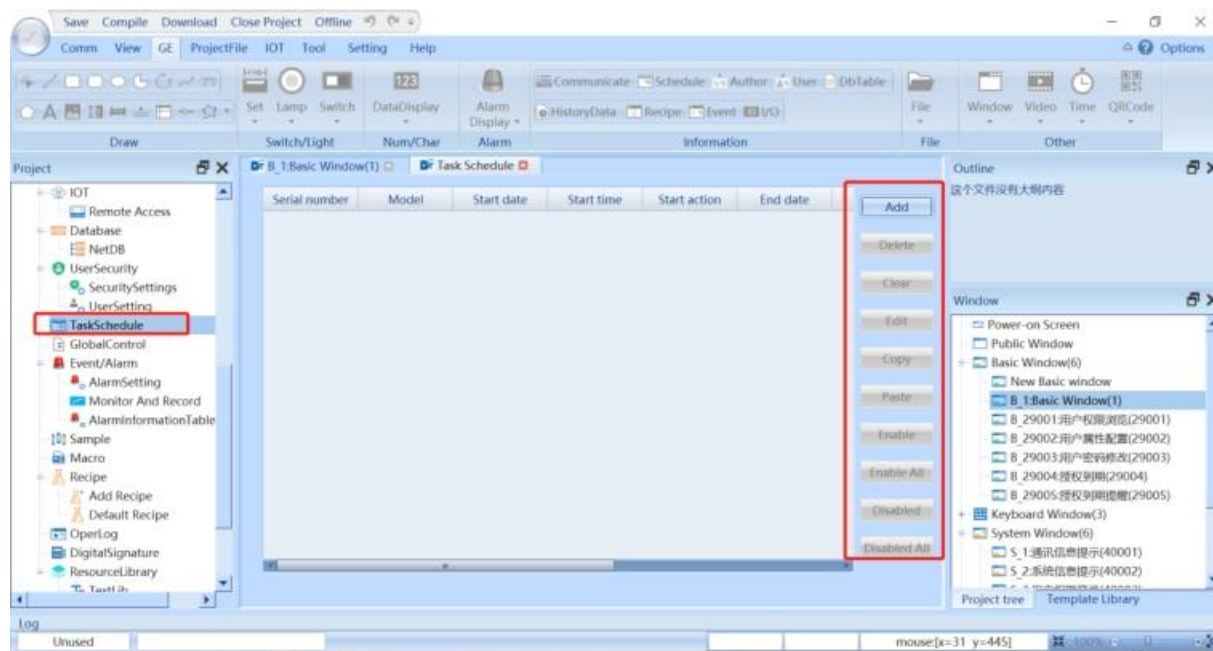 Save Compile Download Close Project Offline
Comm View GE ProjectFile IOT Tool Setting Help Options
Set Lamp Switch DataDisplay Alarm Display Communicate Schedule Author User DbTable File Window Video Time QRCode
HistoryData Recipe Event I/O
Draw Switch/Light Num/Char Alarm Information File Other
Project
B_1:Basic Window(1) Task Schedule
Outline
这个文件没有大纲内容
IOT
Remote Access
Database
NetDB
UserSecurity
SecuritySettings
UserSetting
TaskSchedule
GlobalControl
Event/Alarm
AlarmSetting
Monitor And Record
AlarmInformationTable
Sample
Macro
Recipe
Add Recipe
Default Recipe
OperLog
DigitalSignature
ResourceLibrary
TextLib
Serial number Model Start date Start time Start action End date
Add
Delete
Clear
Edit
Copy
Paste
Enable
Enable All
Disabled
Disabled All
Window
Power-on Screen
Public Window
Basic Window(6)
New Basic window
B_1:Basic Window(1)
B_29001:用户权限浏览(29001)
B_29002:用户属性配置(29002)
B_29003:用户密码修改(29003)
B_29004:授权到期(29004)
B_29005:授权到期提醒(29005)
Keyboard Window(3)
System Window(6)
S_1:通讯信息提示(40001)
S_2:系统信息提示(40002)
Project tree Template Library
Log
Unused mouse:[x=31 y=445] 100%